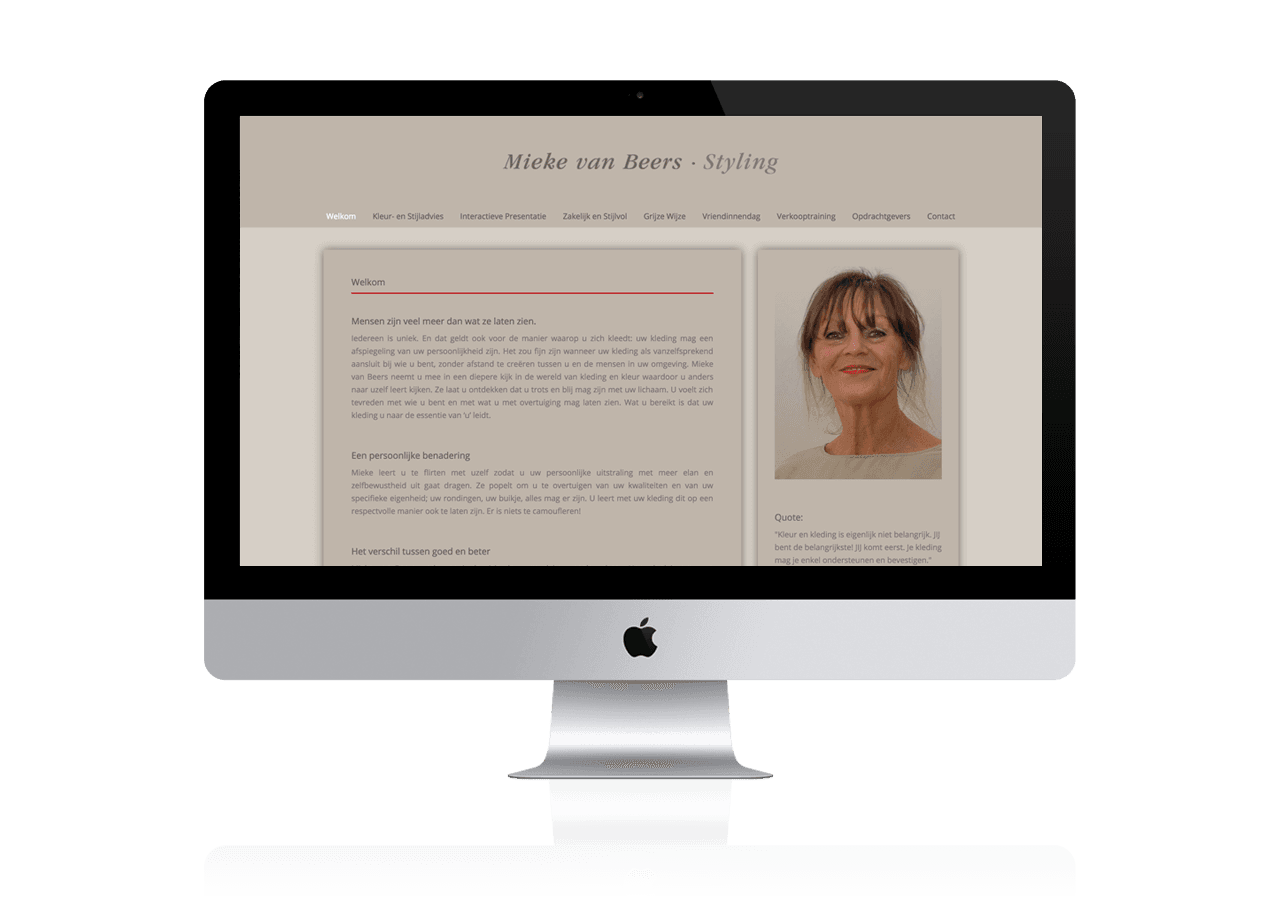 Mieke van Beers · Styling
Welkom Kleur- en Stijladvies Interactieve Presentatie Zakelijk en Stijlvol Grijze Wijze Vriendinnendag Verkooptraining Opdrachtgevers Contact
Welkom
Mensen zijn veel meer dan wat ze laten zien.
Iedereen is uniek. En dat geldt ook voor de manier waarop u zich kleedt: uw kleding mag een
afspiegeling van uw persoonlijkheid zijn. Het zou fijn zijn wanneer uw kleding als vanzelfsprekend
aansluit bij wie u bent, zonder afstand te creëren tussen u en de mensen in uw omgeving. Mieke
van Beers neemt u mee in een diepere kijk in de wereld van kleding en kleur waardoor u anders
naar uzelf leert kijken. Ze laat u ontdekken dat u trots en blij mag zijn met uw lichaam. U voelt zich
tevreden met wie u bent en met wat u met overtuiging mag laten zien. Wat u bereikt is dat uw
kleding u naar de essentie van 'u' leidt.
Een persoonlijke benadering
Mieke leert u te flirten met uzelf zodat u uw persoonlijke uitstraling met meer elan en
zelfbewustheid uit gaat dragen. Ze popelt om u te overtuigen van uw kwaliteiten en van uw
specifieke eigenheid; uw rondingen, uw buikje, alles mag er zijn. U leert met uw kleding dit op een
respectvolle manier ook te laten zien. Er is niets te camoufleren!
Het verschil tussen goed en beter
Quote:
"Kleur en kleding is eigenlijk niet belangrijk. JIJ
bent de belangrijkste! JIJ komt eerst. Je kleding
mag je enkel ondersteunen en bevestigen."